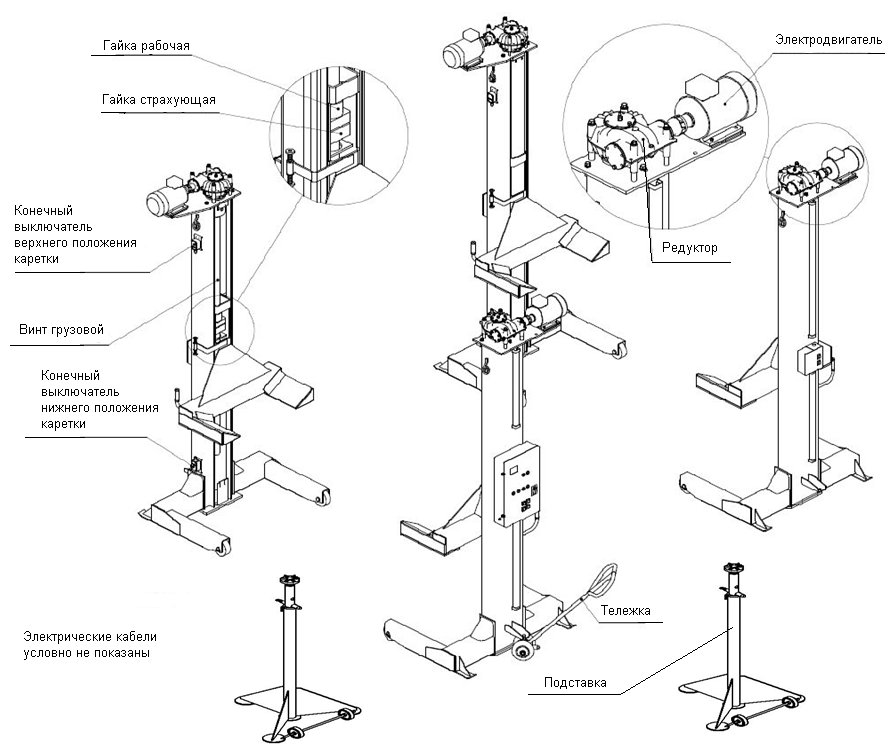 Гайка рабочая
Гайка страхующая
Электродвигатель
Редуктор
Конечный
выключатель
верхнего положения
каретки
Винт грузовой
Конечный
выключатель
нижнего положения
каретки
Тележка
Электрические кабели
условно не показаны
Подставка